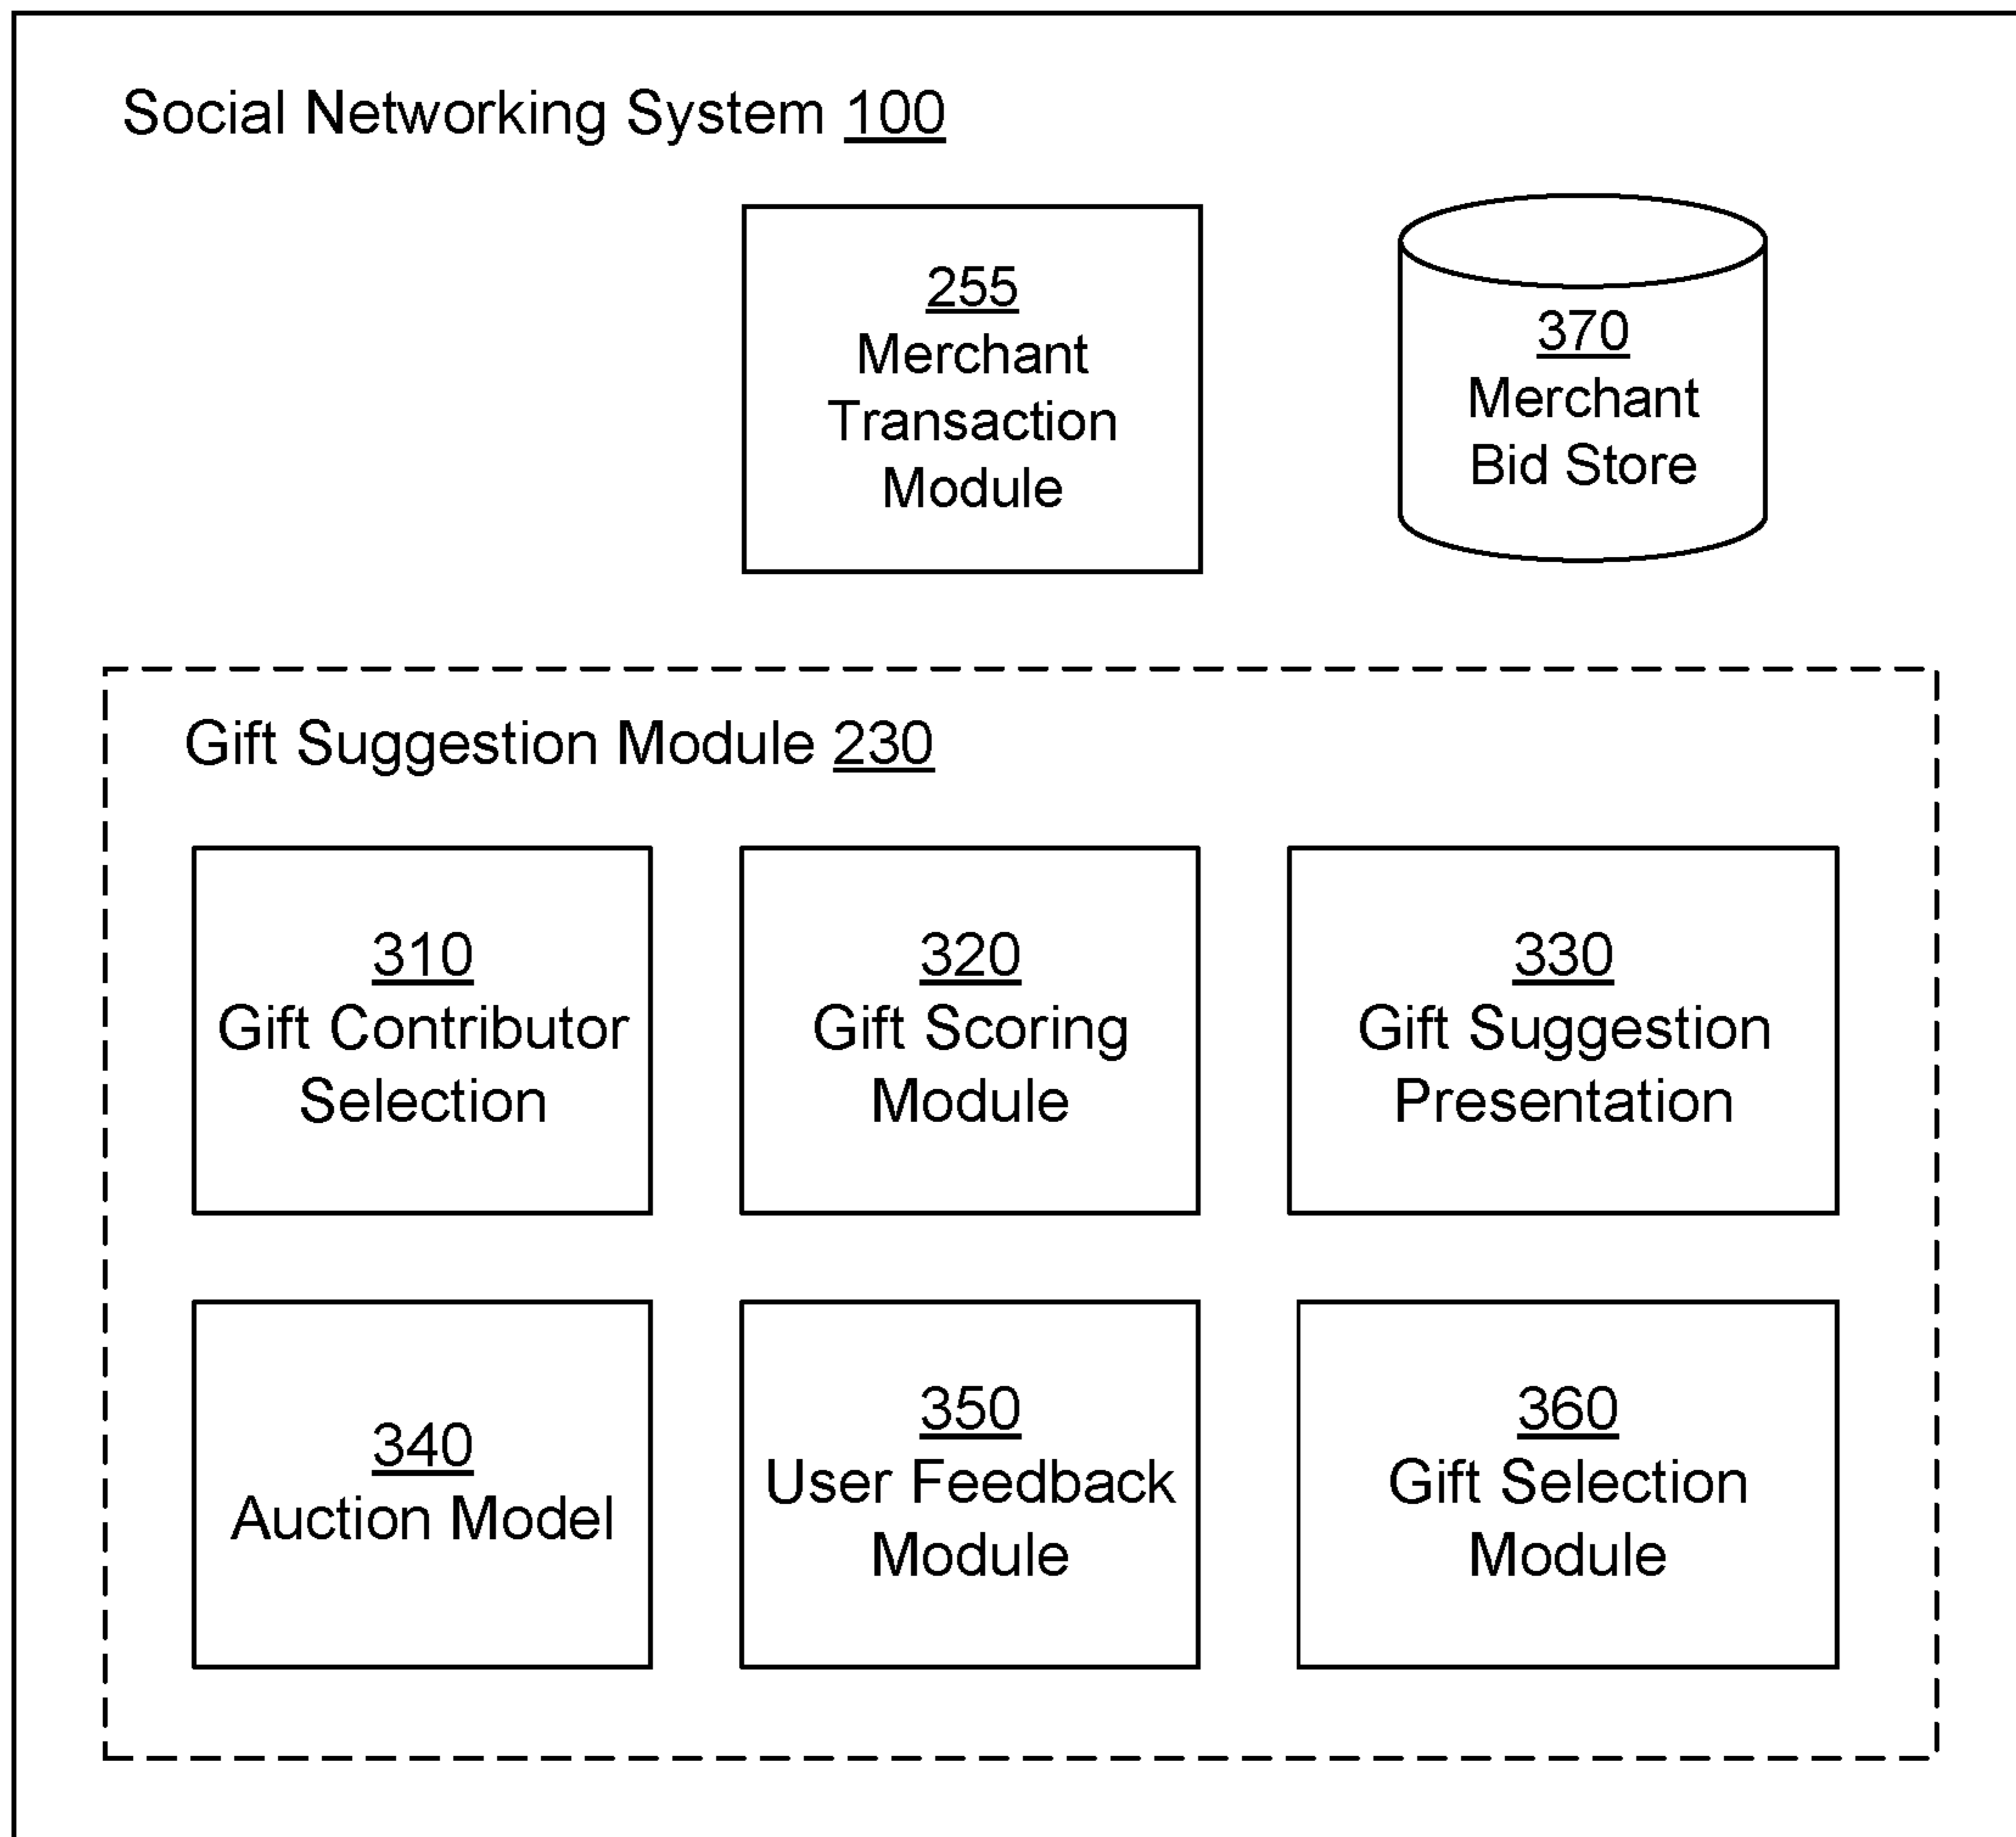 Social Networking System 100
255
Merchant
Transaction
Module
370
Merchant
Bid Store
Gift Suggestion Module 230
310
Gift Contributor
Selection
320
Gift Scoring
Module
330
Gift Suggestion
Presentation
340
Auction Model
350
User Feedback
Module
360
Gift Selection
Module